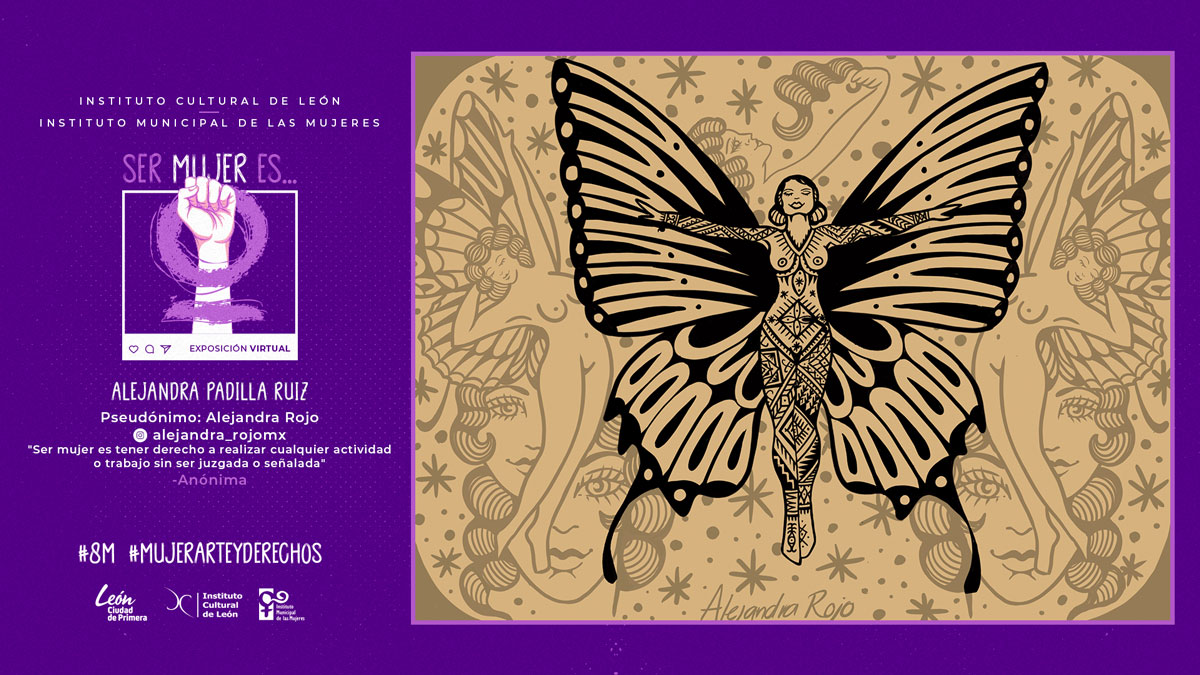 INSTITUTO CULTURAL DE LEÓN
INSTITUTO MUNICIPAL DE LAS MUJERES
SER MUJER ES...
EXPOSICIÓN VIRTUAL
ALEJANDRA PADILLA RUIZ
Pseudónimo: Alejandra Rojo
alejandra_rojomx
"Ser mujer es tener derecho a realizar cualquier actividad
o trabajo sin ser juzgada o señalada"
-Anónima
#8M #MUJERARTEYDERECHOS
León
Ciudad
de Primera
Instituto
Cultural
de León
Instituto
Municipal
de las Mujeres
Alejandra Rojo